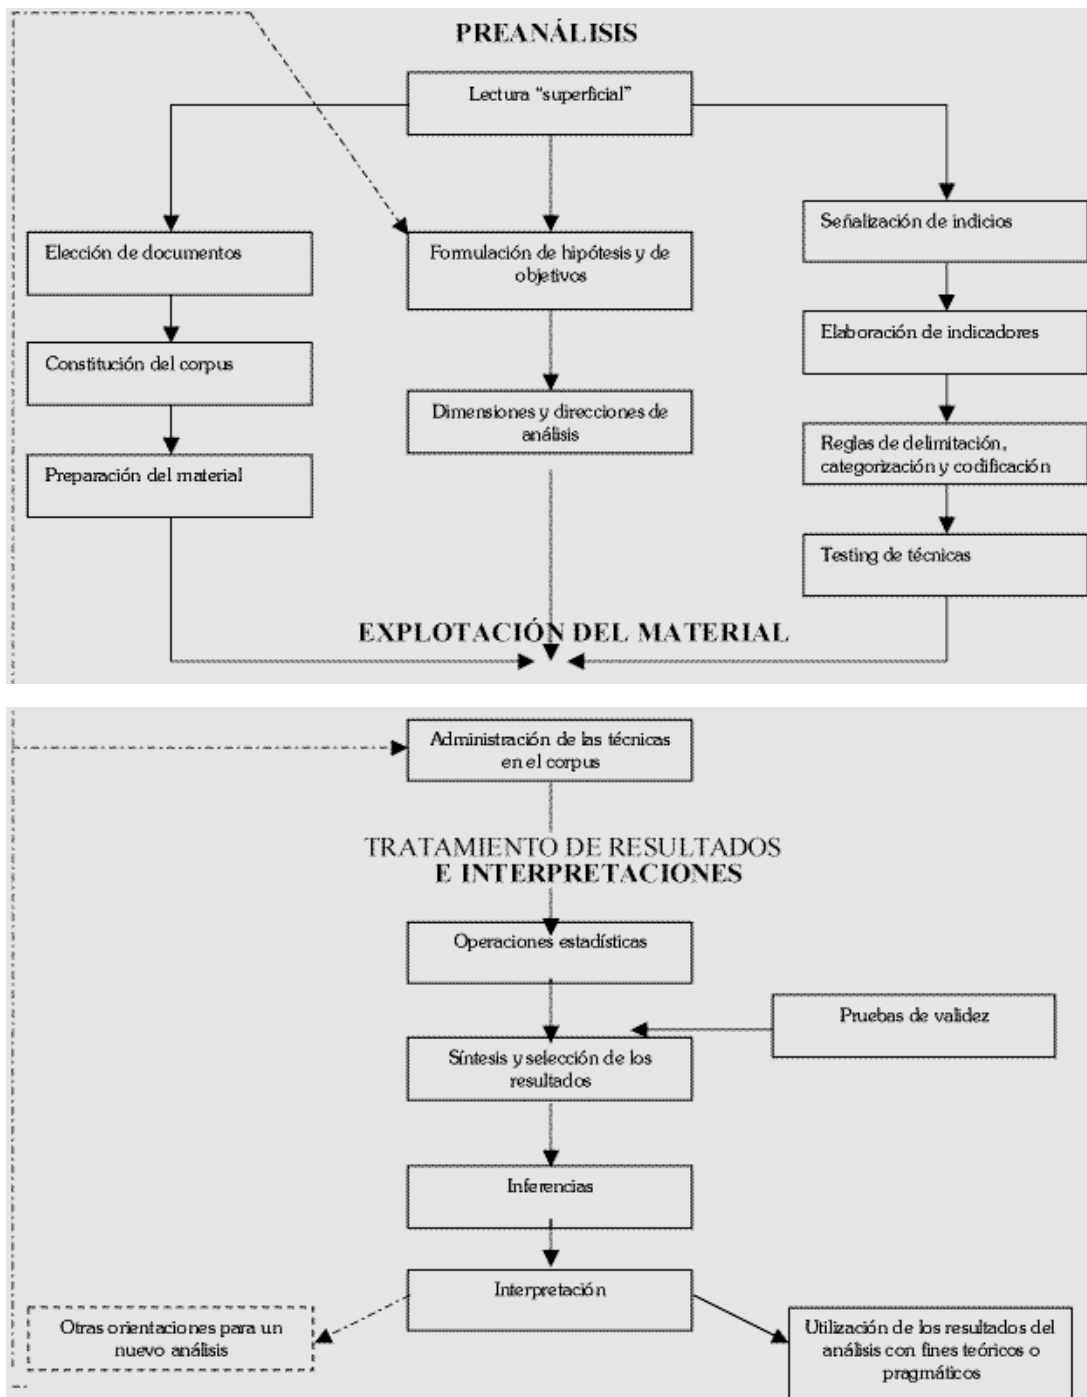 PREANÁLISIS
Lectura “superficial”
Elección de documentos
Constitución del corpus
Preparación del material
Formulación de hipótesis y de
objetivos
Dimensiones y direcciones de
análisis
Señalización de indicios
Elaboración de indicadores
Reglas de delimitación,
categorización y codificación
Testing de técnicas
EXPLOTACIÓN DEL MATERIAL
Administración de las técnicas
en el corpus
TRATAMIENTO DE RESULTADOS
E INTERPRETACIONES
Operaciones estadísticas
Pruebas de validez
Síntesis y selección de los
resultados
Inferencias
Interpretación
Otras orientaciones para un
nuevo análisis
Utilización de los resultados del
análisis con fines teóricos o
pragmáticos